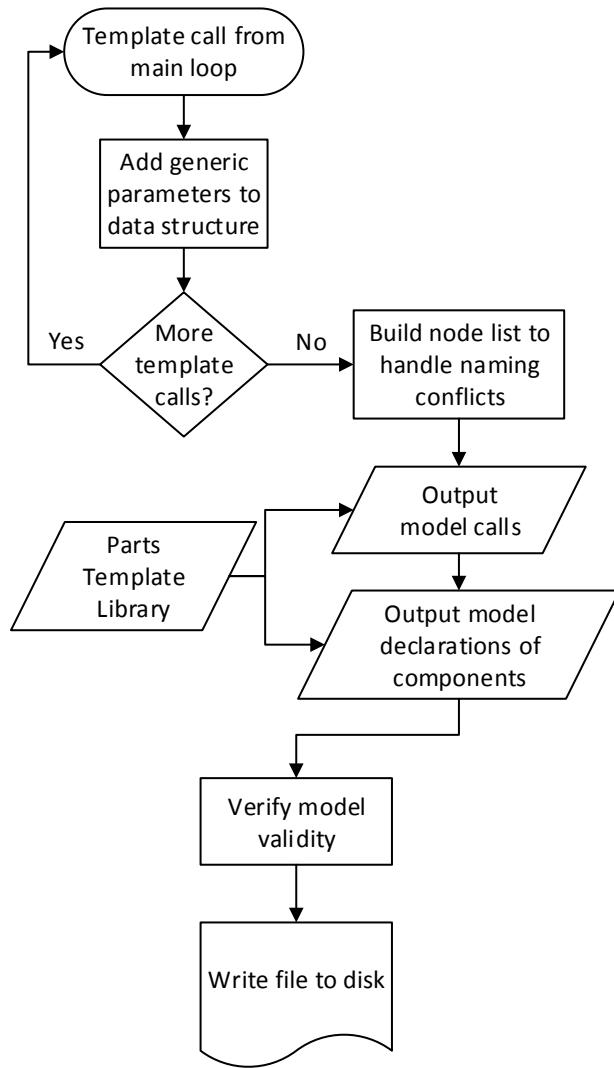 Template call from
main loop
Add generic
parameters to
data structure
Yes
More
template
calls?
No
Build node list to
handle naming
conflicts
Output
model calls
Parts
Template
Library
Output model
declarations of
components
Verify model
validity
Write file to disk